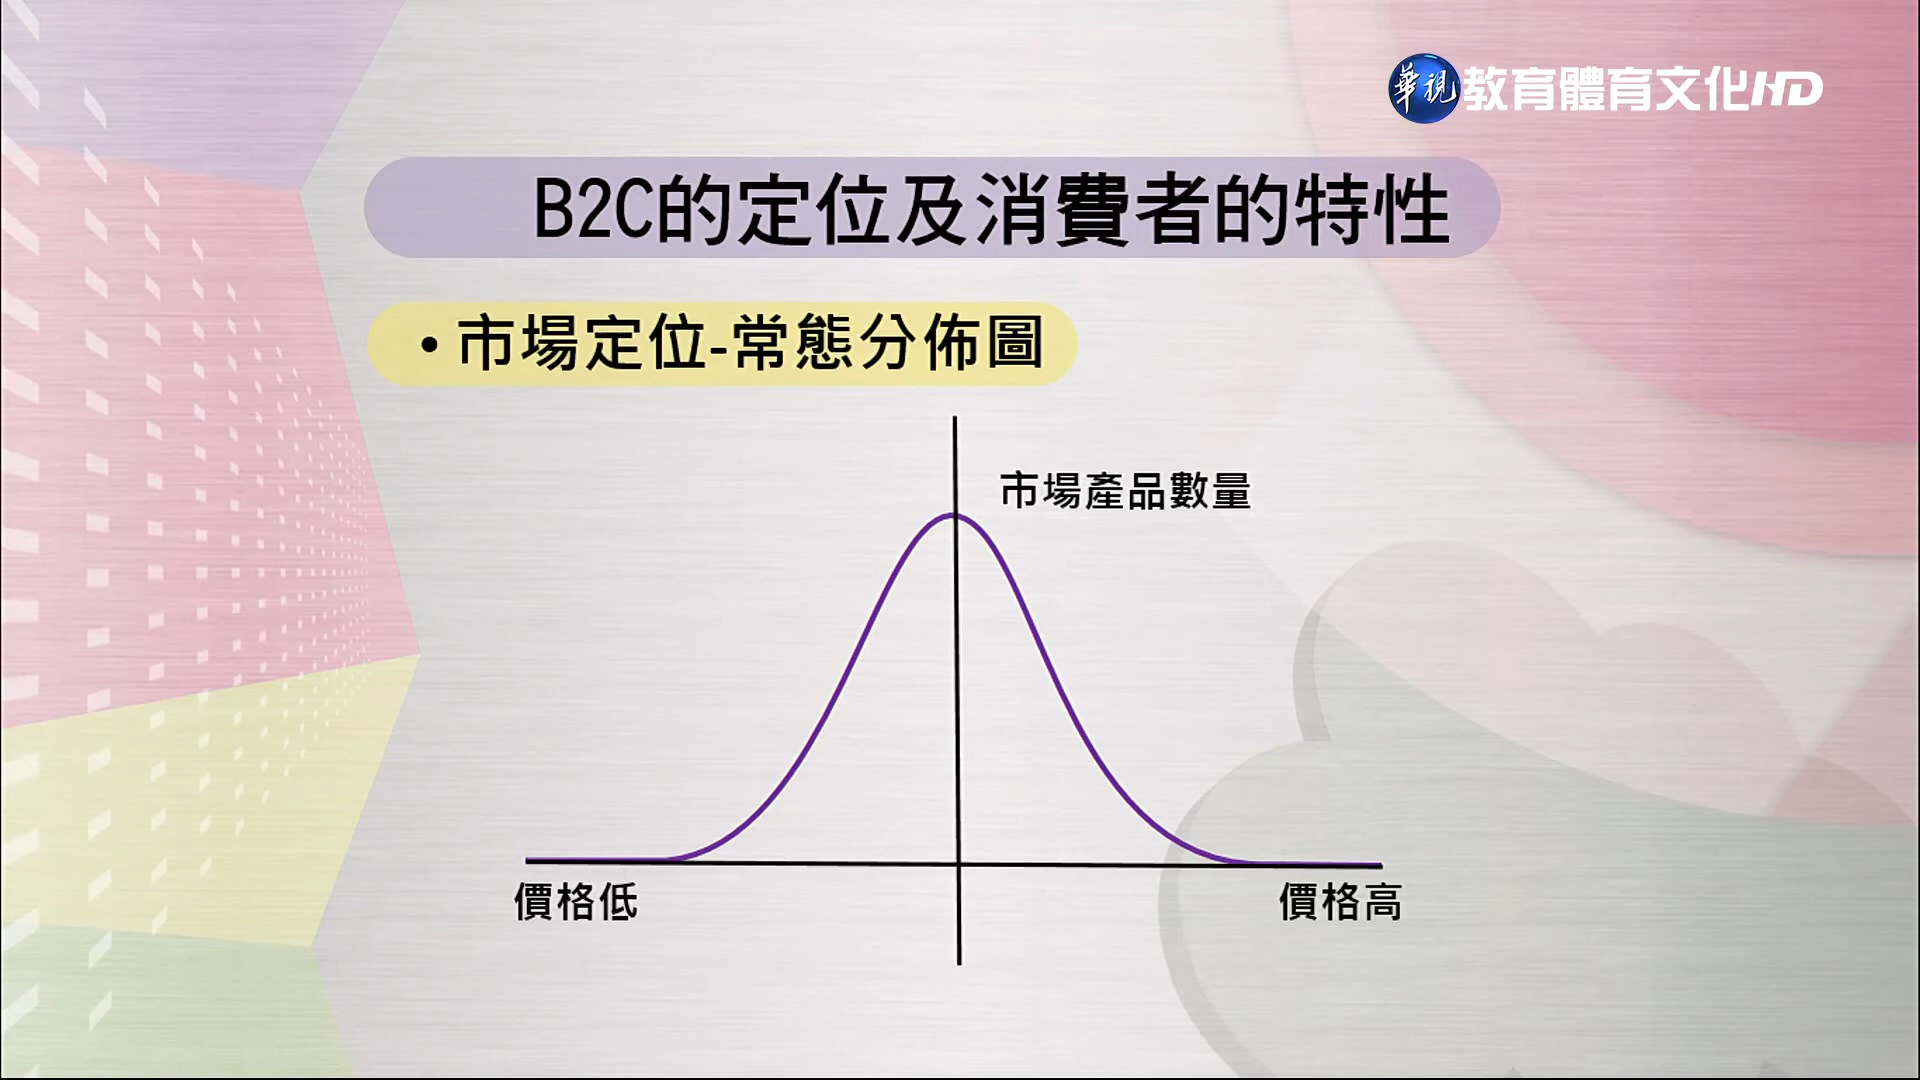 華視教育體育文化HD
B2C的定位及消費者的特性
•市場定位-常態分佈圖
市場產品數量
價格低
價格高